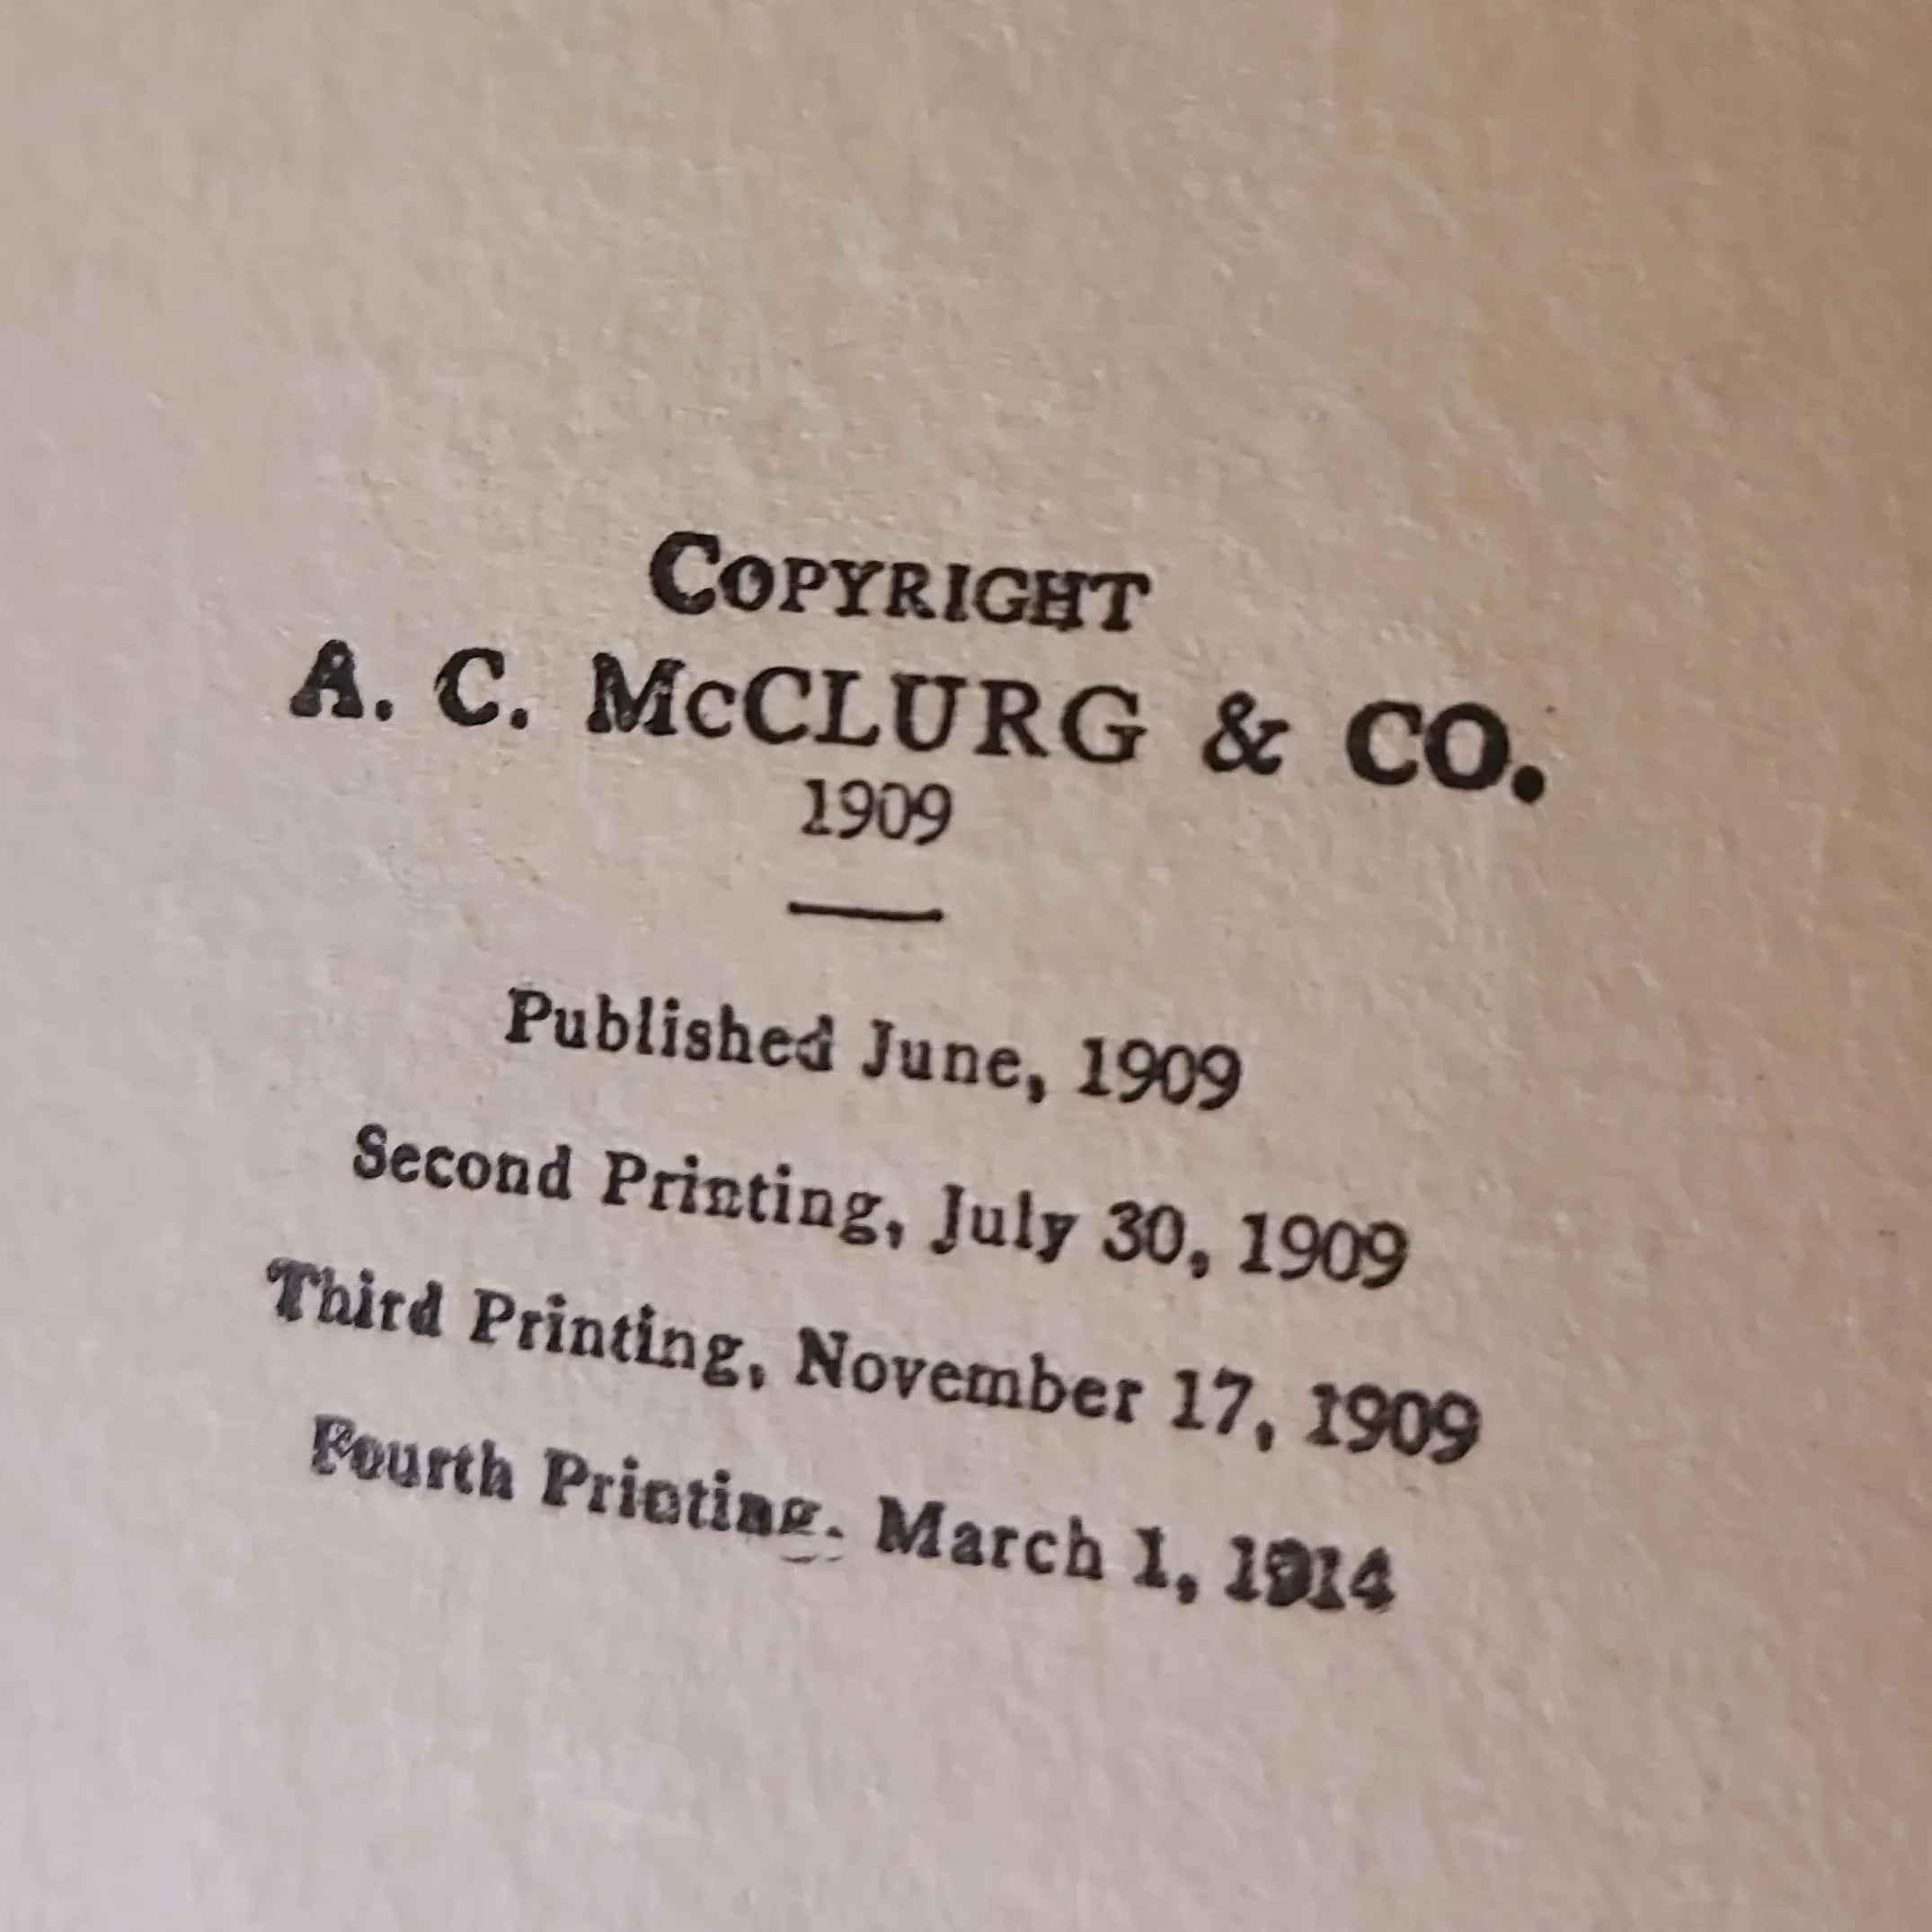 COPYRIGHT
A. C. McCLURG & CO.
1909
Published June, 1909
Second Printing, July 30, 1909
Third Printing, November 17, 1909
Fourth Printing, March 1, 1914